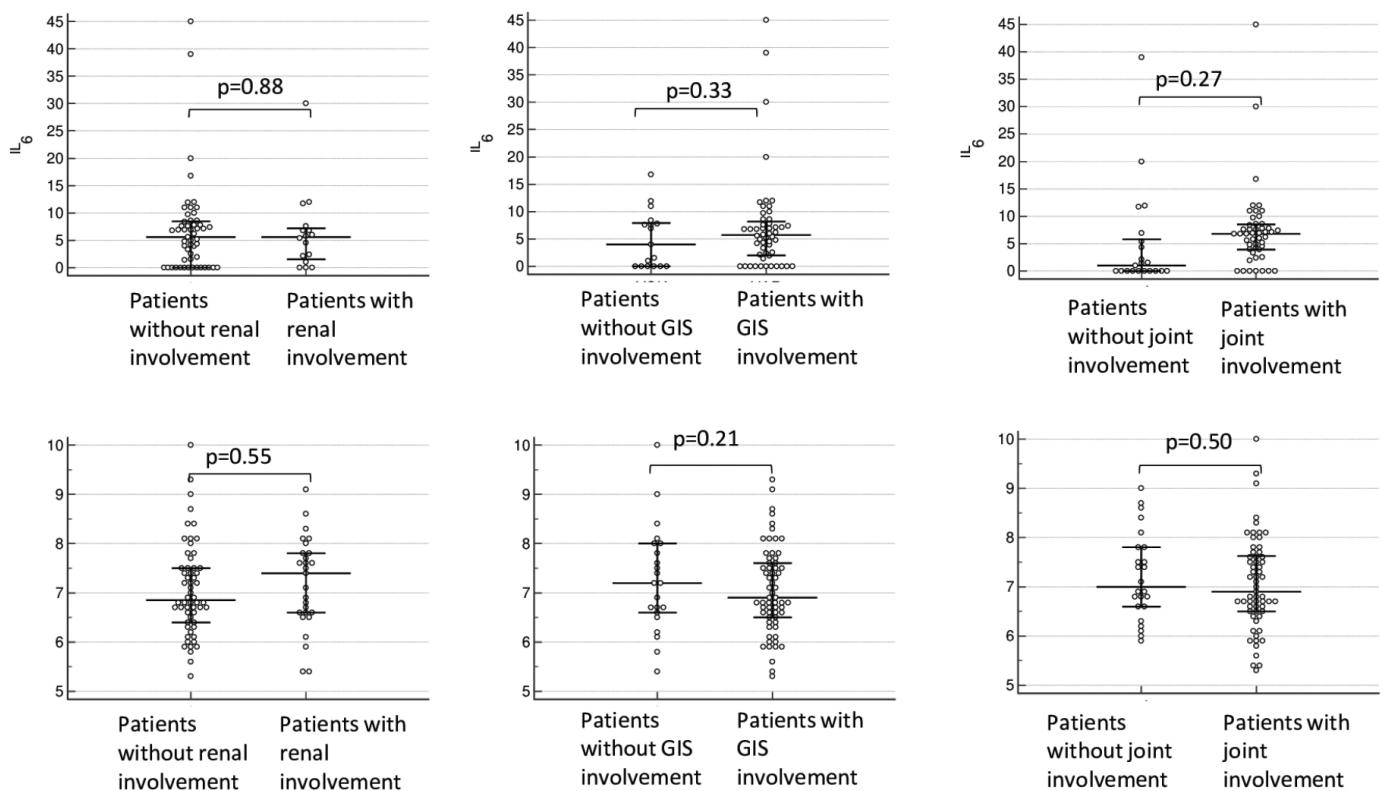 45
40
35
30
25
20
15
10
5
0
IL_6
p=0.88
Patients
without renal
involvement
Patients with
renal
involvement
45
40
35
30
25
20
15
10
5
0
IL_6
p=0.33
Patients
without GIS
involvement
Patients with
GIS
involvement
45
40
35
30
25
20
15
10
5
0
IL_6
p=0.27
Patients
without joint
involvement
Patients with
joint
involvement
10
9
8
7
6
5
p=0.55
Patients
without renal
involvement
Patients with
renal
involvement
10
9
8
7
6
5
p=0.21
Patients
without GIS
involvement
Patients with
GIS
involvement
10
9
8
7
6
5
p=0.50
Patients
without joint
involvement
Patients with
joint
involvement